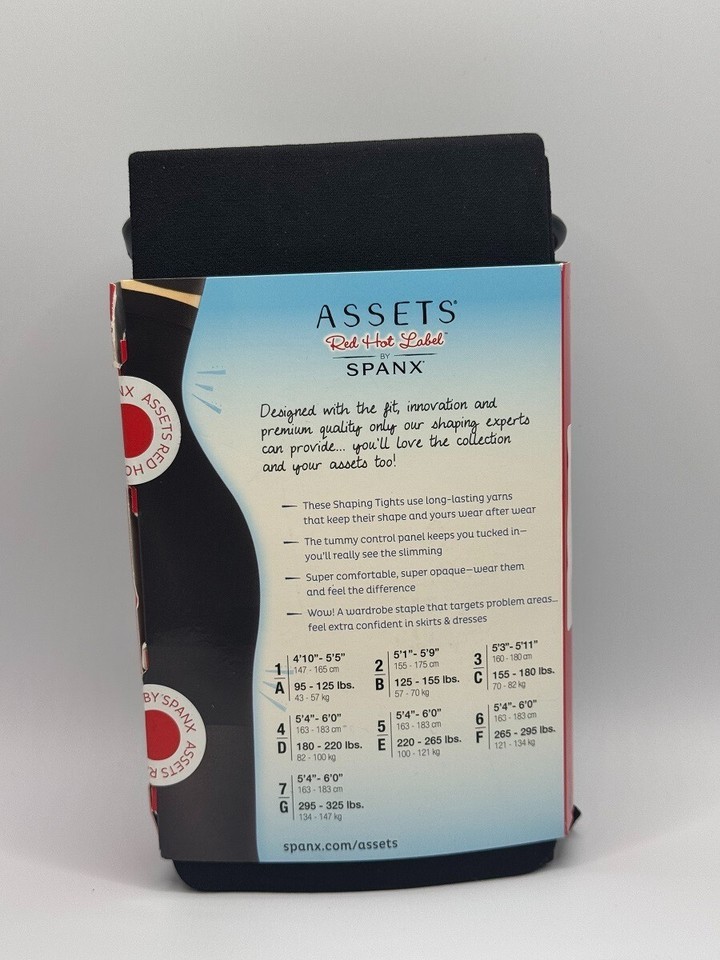 ASSETS®
Red Hot Label™
BY
SPANX®
Designed with the fit, innovation and
premium quality only our shaping experts
can provide... you'll love the collection
and your assets too!
— These Shaping Tights use long-lasting yarns
that keep their shape and yours wear after wear
— The tummy control panel keeps you tucked in—
you'll really see the slimming
— Super comfortable, super opaque—wear them
and feel the difference
— Wow! A wardrobe staple that targets problem areas...
feel extra confident in skirts & dresses
1
A
4'10"- 5'5"
147 - 165 cm
95 - 125 lbs.
43 - 57 kg
2
B
5'1"- 5'9"
155 - 175 cm
125 - 155 lbs.
57 - 70 kg
3
C
5'3"- 5'11"
160 - 180 cm
155 - 180 lbs.
70 - 82 kg
4
D
5'4"- 6'0"
163 - 183 cm
180 - 220 lbs.
82 - 100 kg
5
E
5'4"- 6'0"
163 - 183 cm
220 - 265 lbs.
100 - 121 kg
6
F
5'4"- 6'0"
163 - 183 cm
265 - 295 lbs.
121 - 134 kg
7
G
5'4"- 6'0"
163 - 183 cm
295 - 325 lbs.
134 - 147 kg
spanx.com/assets
NX ASSETS RED HO
BY SPANX ASSETS R